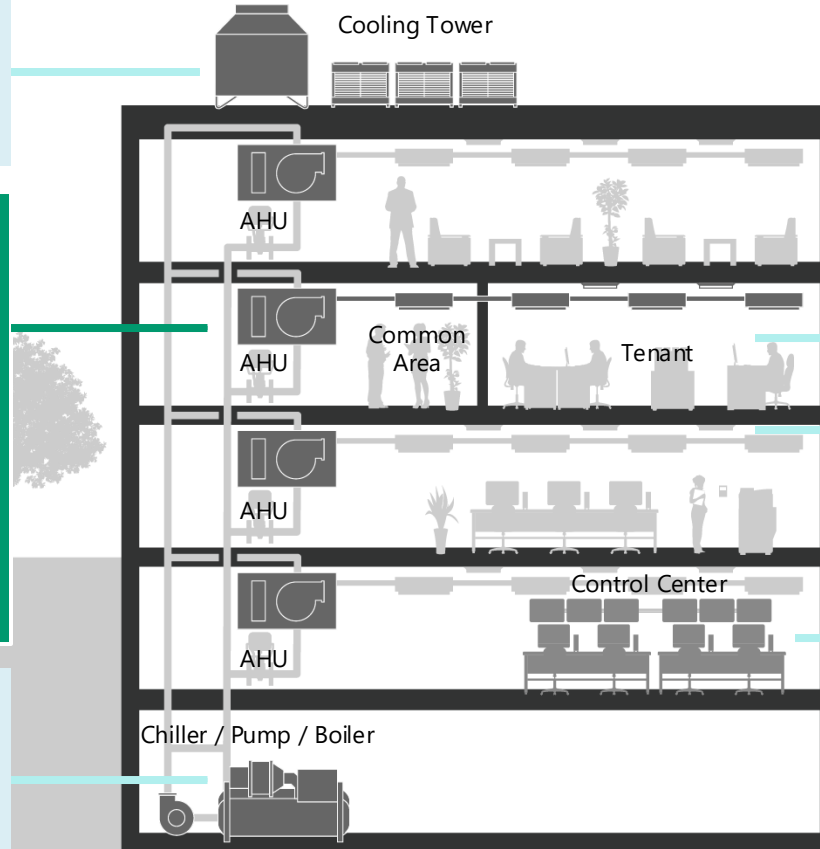 Cooling Tower
AHU
AHU
Common
Area
Tenant
AHU
Control Center
AHU
Chiller / Pump / Boiler